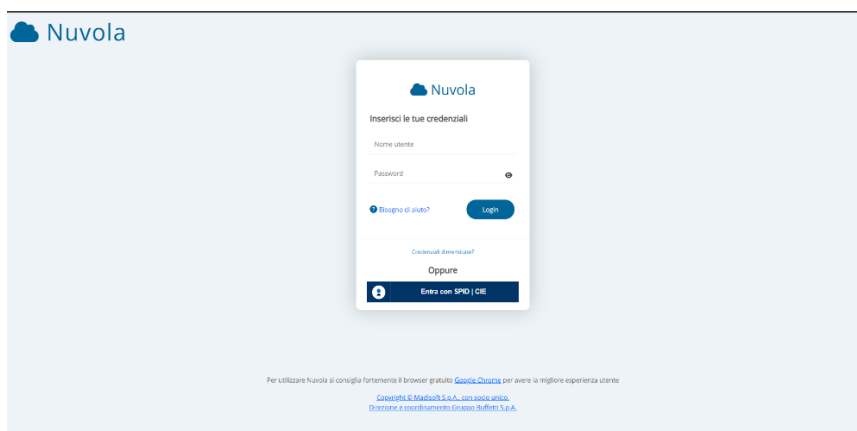 Nuvola
Nuvola
Inserisci le tue credenziali
Nome utente
Password
Bisogno di aiuto?
Login
Credenziali dimenticate?
Oppure
Entra con SPID | CIE
Per utilizzare Nuvola si consiglia fortemente il browser gratuito Google Chrome per avere la migliore esperienza utente
Copyright © Madisoft S.p.A. con socio unico.
Direzione e coordinamento Gruppo Buffetti S.p.A.